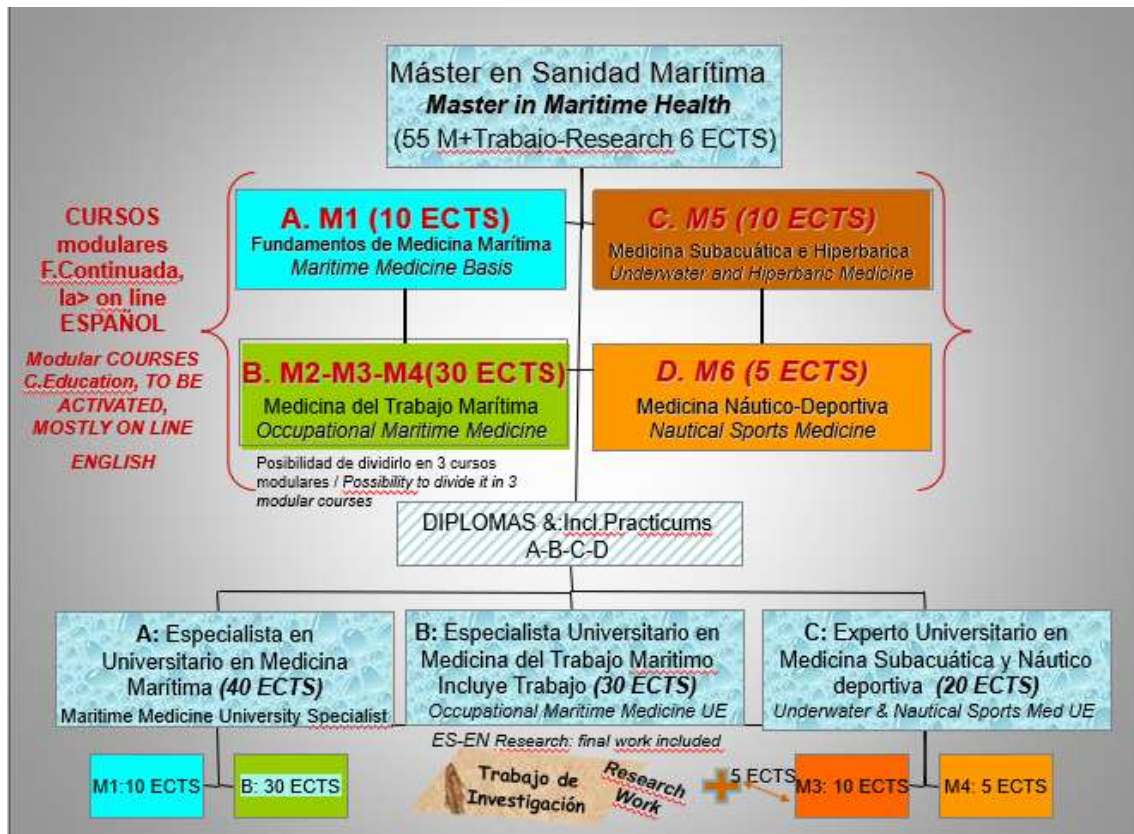 Máster en Sanidad Marítima
Master in Maritime Health
(55 M+Trabajo-Research 6 ECTS)
CURSOS
modulares
F.Continuada,
la> on line
ESPAÑOL
Modular COURSES
C.Education, TO BE
ACTIVATED,
MOSTLY ON LINE
ENGLISH
A. M1 (10 ECTS)
Fundamentos de Medicina Marítima
Maritime Medicine Basis
C. M5 (10 ECTS)
Medicina Subacuática e Hiperbarica
Underwater and Hiperbaric Medicine
B. M2-M3-M4(30 ECTS)
Medicina del Trabajo Marítima
Occupational Maritime Medicine
D. M6 (5 ECTS)
Medicina Náutico-Deportiva
Nautical Sports Medicine
Posibilidad de dividirlo en 3 cursos
modulares / Possibility to divide it in 3
modular courses
DIPLOMAS &:Incl.Practícums
A-B-C-D
A: Especialista en
Universitario en Medicina
Marítima (40 ECTS)
Maritime Medicine University Specialist
B: Especialista Universitario en
Medicina del Trabajo Maritimo
Incluye Trabajo (30 ECTS)
Occupational Maritime Medicine UE
C: Experto Universitario en
Medicina Subacuática y Náutico
deportiva (20 ECTS)
Underwater & Nautical Sports Med UE
ES-EN Research: final work included
M1:10 ECTS
B: 30 ECTS
Trabajo de
Investigación
Research
Work
5 ECTS
M3: 10 ECTS
M4: 5 ECTS